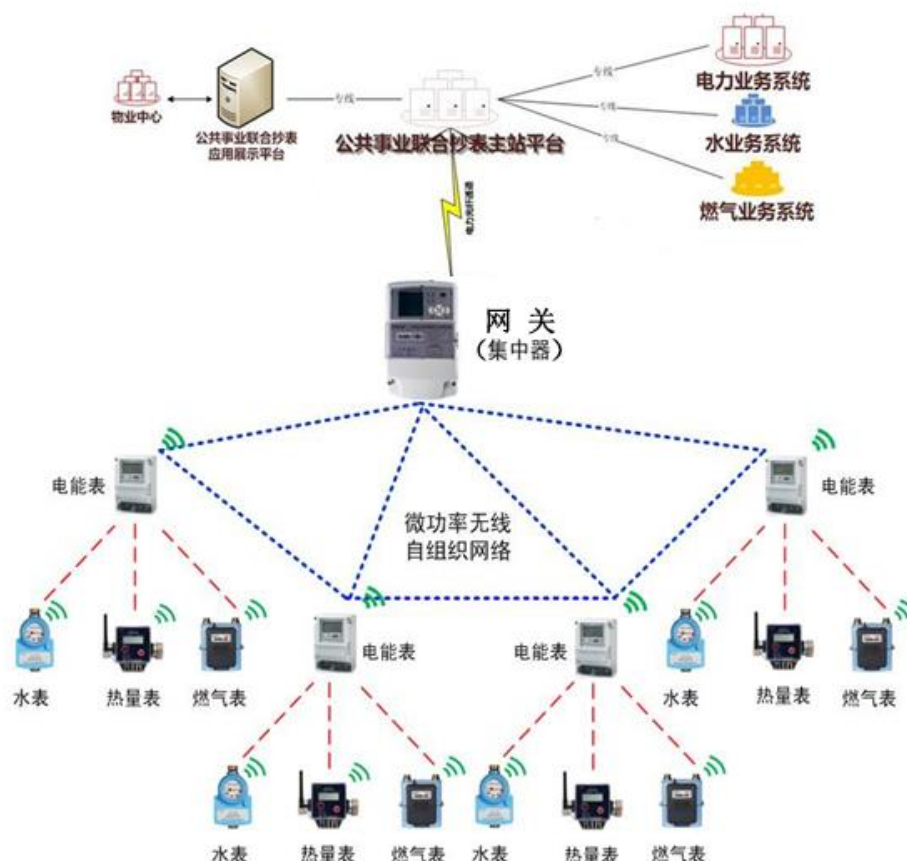 电力业务系统
专线
物业中心
专线
公共事业联合抄表
应用展示平台
公共事业联合抄表主站平台
专线
水业务系统
专线
燃气业务系统
电力光纤通道
网 关
（集中器）
电能表
电能表
微功率无线
自组织网络
电能表
电能表
水表
热量表
燃气表
水表
热量表
燃气表
水表
热量表
燃气表
水表
热量表
燃气表